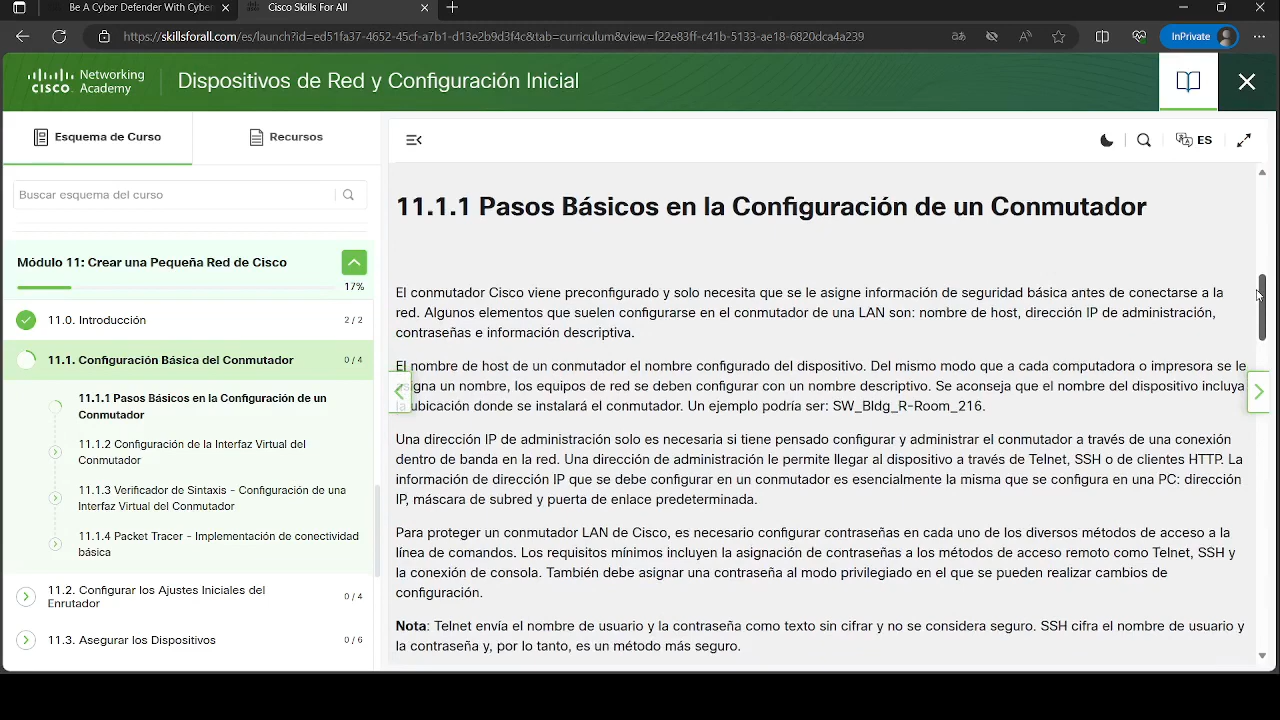 Be A Cyber Defender With Cyber
Cisco Skills For All
https://skillsforall.com/es/launch?id=ed51fa37-4652-45cf-a7b1-d13e2b9d3f4c8&tab=curriculum&view=f22e83ff-c41b-5133-ae18-6820dca4a239
InPrivate
CISCO
Networking
Academy
Dispositivos de Red y Configuración Inicial
Esquema de Curso
Recursos
ES
Buscar esquema del curso
Módulo 11: Crear una Pequeña Red de Cisco
17%
11.0. Introducción
2 / 2
11.1. Configuración Básica del Conmutador
0 / 4
11.1.1 Pasos Básicos en la Configuración de un
Conmutador
11.1.2 Configuración de la Interfaz Virtual del
Conmutador
11.1.3 Verificador de Sintaxis - Configuración de una
Interfaz Virtual del Conmutador
11.1.4 Packet Tracer - Implementación de conectividad
básica
11.2. Configurar los Ajustes Iniciales del
Enrutador
0 / 4
11.3. Asegurar los Dispositivos
0 / 6
11.1.1 Pasos Básicos en la Configuración de un Conmutador
El conmutador Cisco viene preconfigurado y solo necesita que se le asigne información de seguridad básica antes de conectarse a la
red. Algunos elementos que suelen configurarse en el conmutador de una LAN son: nombre de host, dirección IP de administración,
contraseñas e información descriptiva.
El nombre de host de un conmutador el nombre configurado del dispositivo. Del mismo modo que a cada computadora o impresora se le
asigna un nombre, los equipos de red se deben configurar con un nombre descriptivo. Se aconseja que el nombre del dispositivo incluya
la ubicación donde se instalará el conmutador. Un ejemplo podría ser: SW_Bldg_R-Room_216.
Una dirección IP de administración solo es necesaria si tiene pensado configurar y administrar el conmutador a través de una conexión
dentro de banda en la red. Una dirección de administración le permite llegar al dispositivo a través de Telnet, SSH o de clientes HTTP. La
información de dirección IP que se debe configurar en un conmutador es esencialmente la misma que se configura en una PC: dirección
IP, máscara de subred y puerta de enlace predeterminada.
Para proteger un conmutador LAN de Cisco, es necesario configurar contraseñas en cada uno de los diversos métodos de acceso a la
línea de comandos. Los requisitos mínimos incluyen la asignación de contraseñas a los métodos de acceso remoto como Telnet, SSH y
la conexión de consola. También debe asignar una contraseña al modo privilegiado en el que se pueden realizar cambios de
configuración.
Nota: Telnet envía el nombre de usuario y la contraseña como texto sin cifrar y no se considera seguro. SSH cifra el nombre de usuario y
la contraseña y, por lo tanto, es un método más seguro.